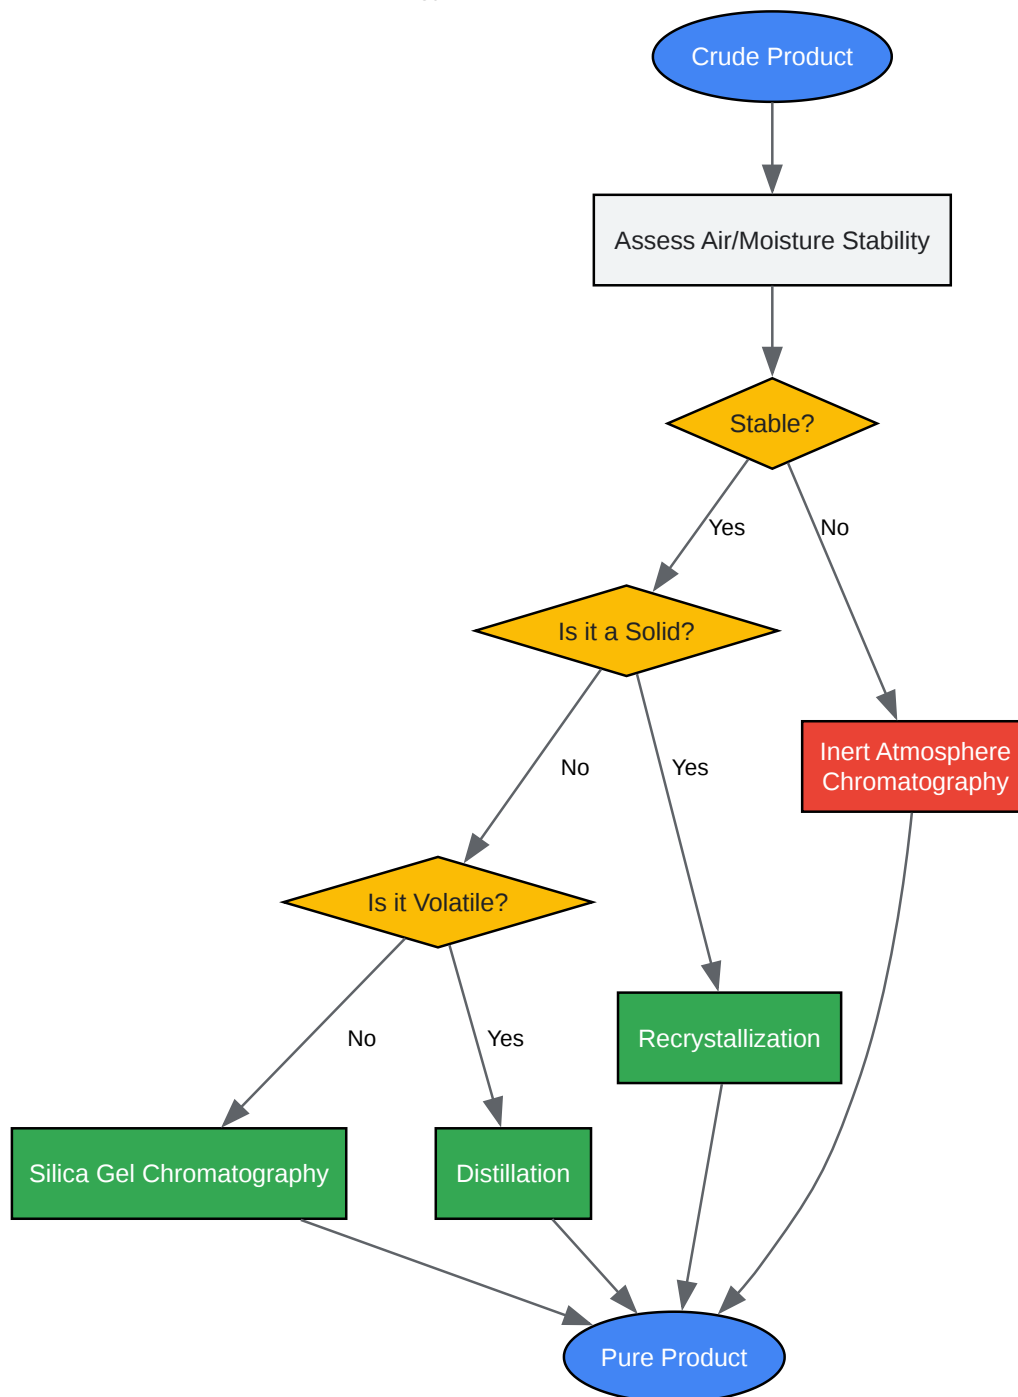 Crude Product
Assess Air/Moisture Stability
Stable?
Yes
No
Is it a Solid?
No
Yes
Inert Atmosphere
Chromatography
Is it Volatile?
No
Yes
Recrystallization
Silica Gel Chromatography
Distillation
Pure Product